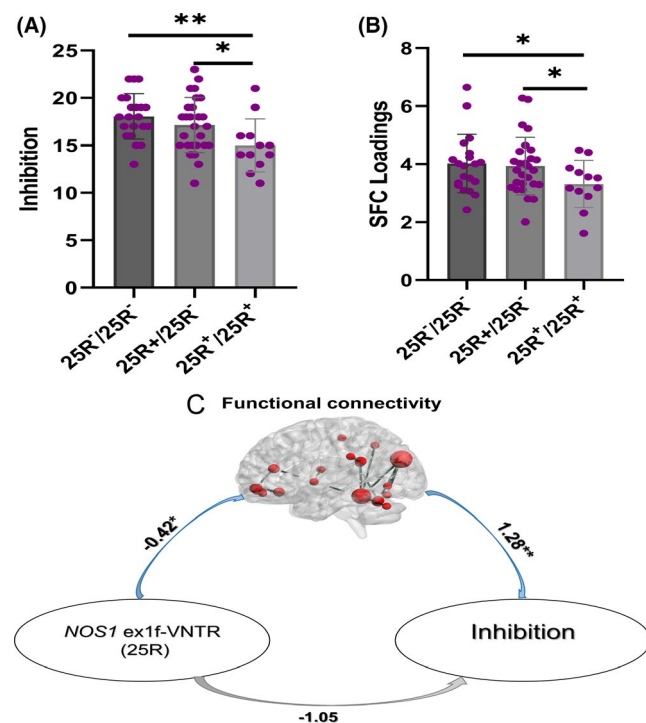 (A)
**
*
Inhibition
25
20
15
10
5
0
25R⁻/25R⁻
25R+/25R⁻
25R⁺/25R⁺
(B)
*
*
SFC Loadings
8
6
4
2
0
25R⁻/25R⁻
25R+/25R⁻
25R⁺/25R⁺
C Functional connectivity
-0.42*
1.28**
NOS1 ex1f-VNTR
(25R)
Inhibition
-1.05